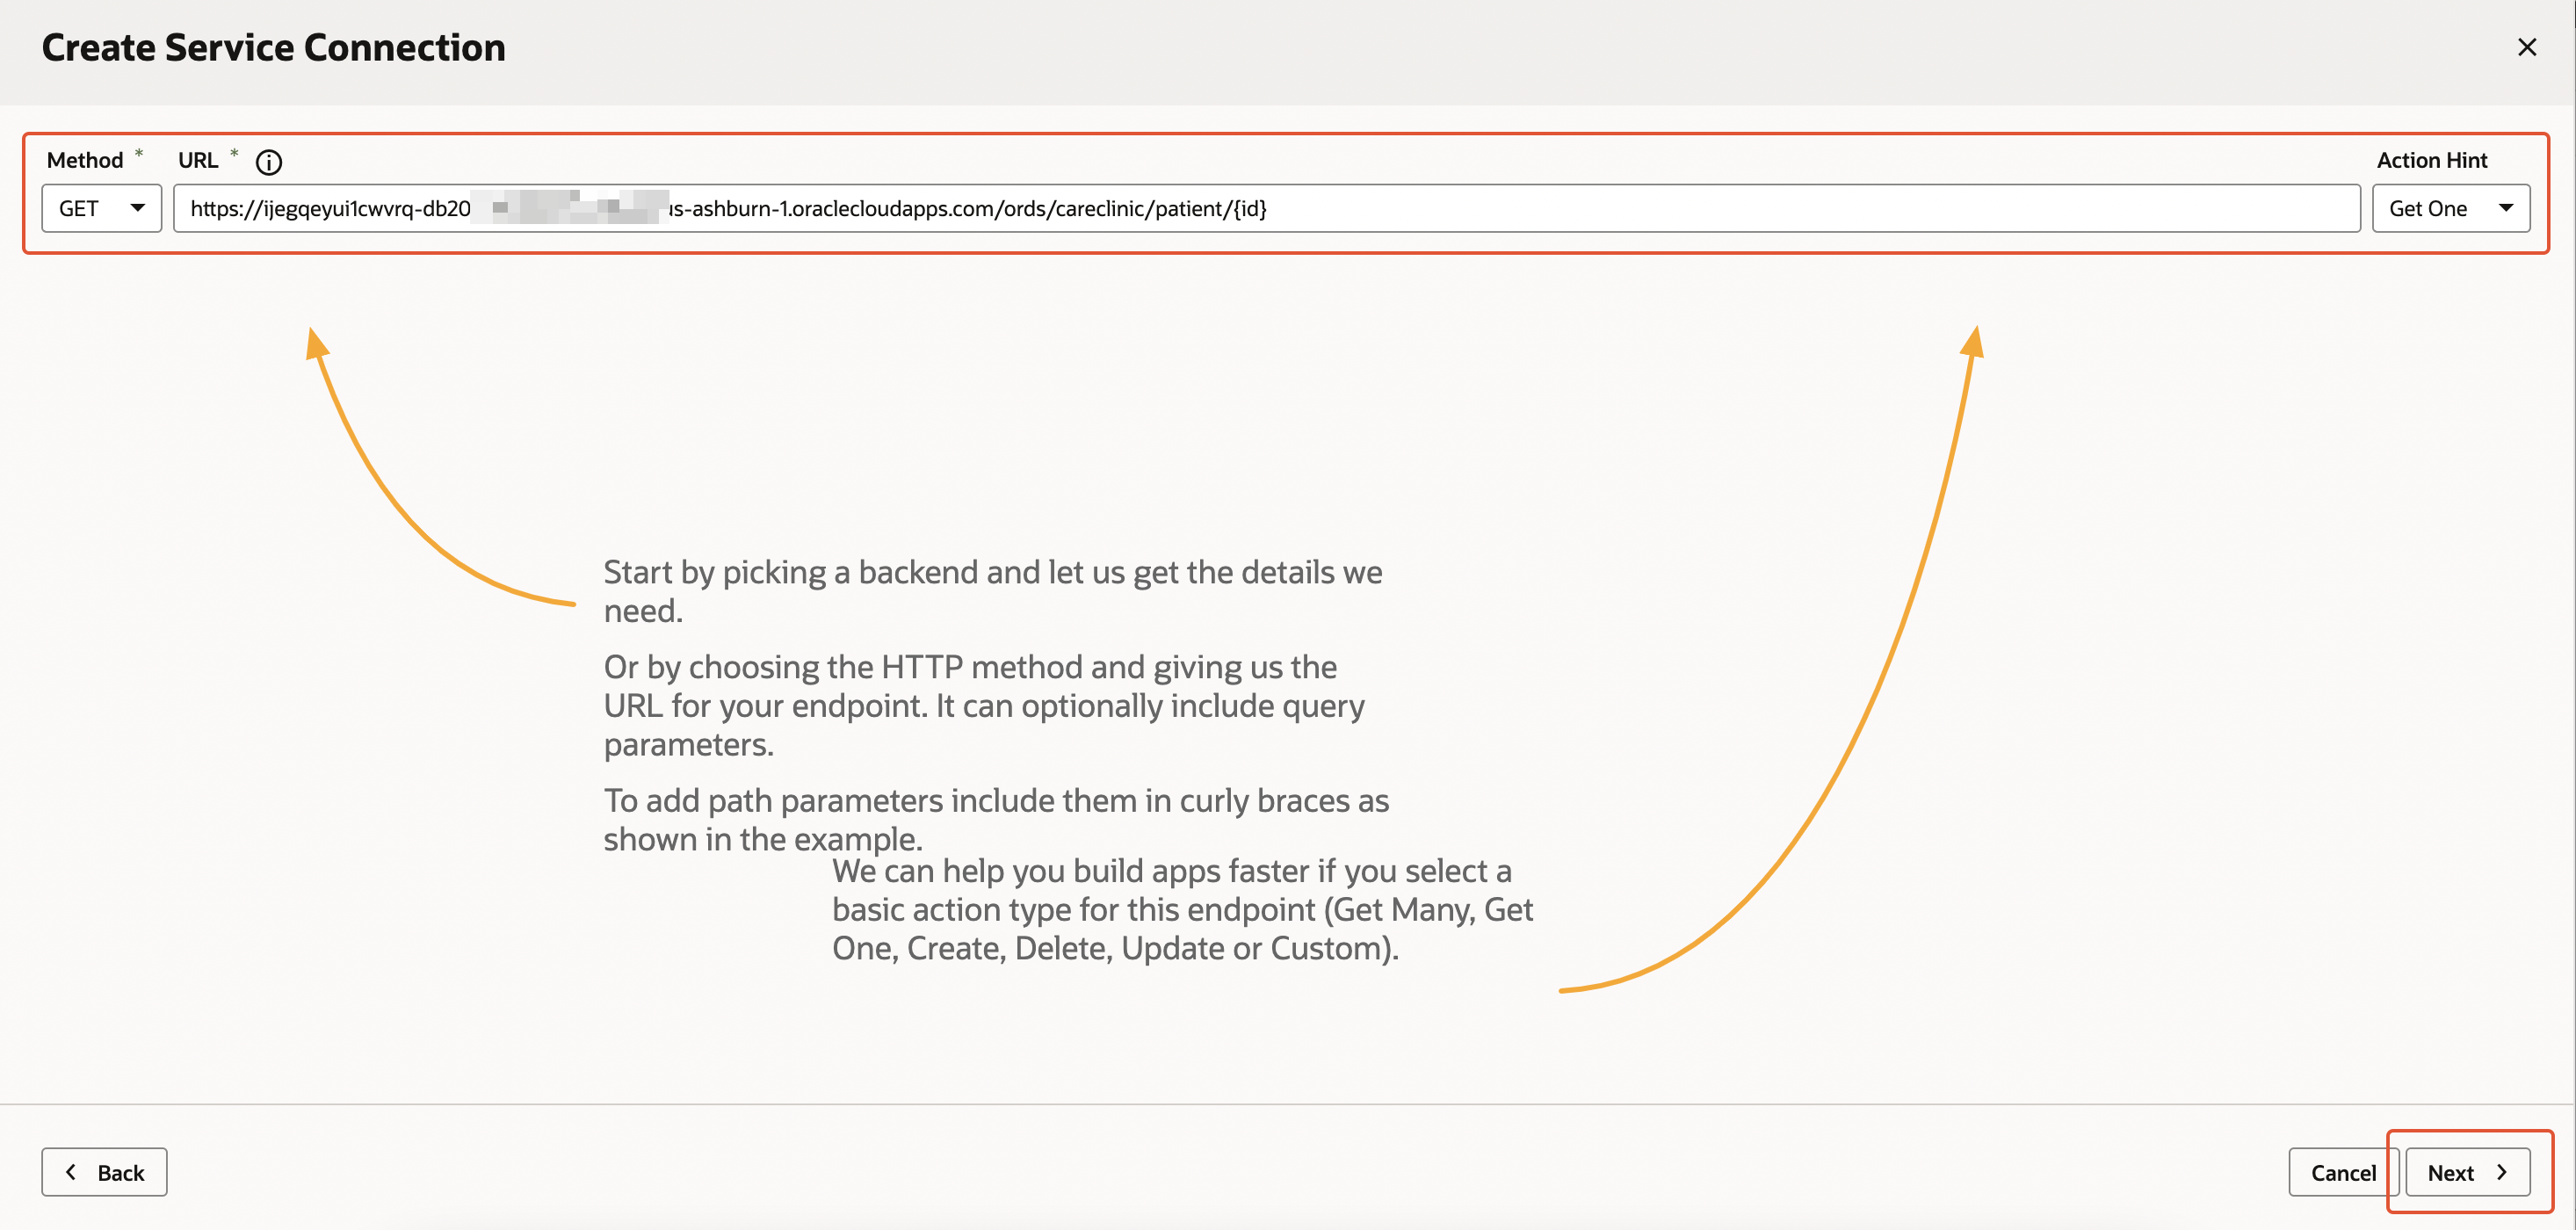 Create Service Connection
Method * URL * Action Hint
GET https://ijegqeyui1cwvrq-db20 s-ashburn-1.oraclecloudapps.com/ords/careclinic/patient/{id} Get One
Start by picking a backend and let us get the details we
need.
Or by choosing the HTTP method and giving us the
URL for your endpoint. It can optionally include query
parameters.
To add path parameters include them in curly braces as
shown in the example.
We can help you build apps faster if you select a
basic action type for this endpoint (Get Many, Get
One, Create, Delete, Update or Custom).
Back Cancel Next